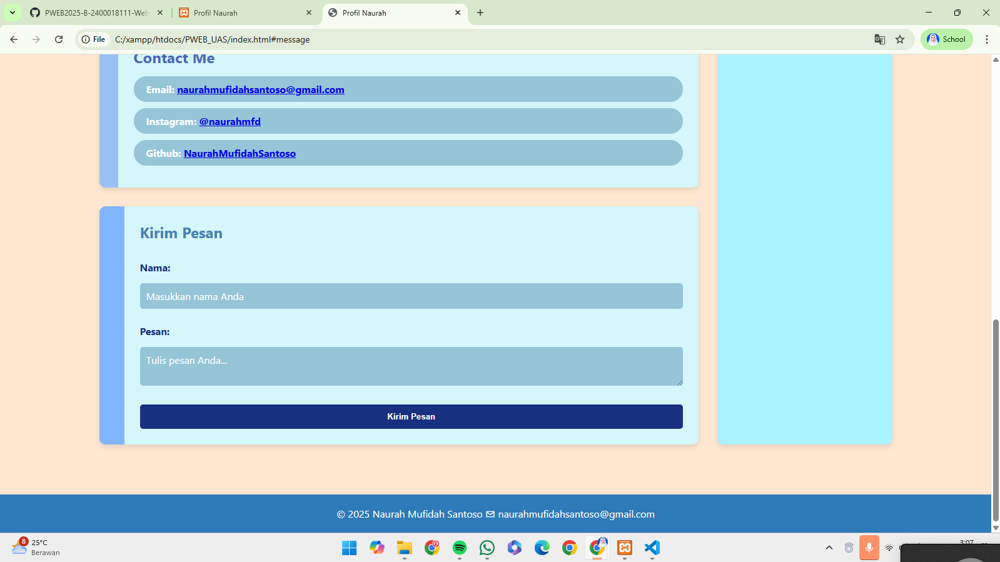 PWEB2025-B-2400018111-Web
Profil Naurah
Profil Naurah
File
C:/xampp/htdocs/PWEB_UAS/index.html#message
School
Contact Me
Email: naurahmufidahsantoso@gmail.com
Instagram: @naurahmfd
Github: NaurahMufidahSantoso
Kirim Pesan
Nama:
Masukkan nama Anda
Pesan:
Tulis pesan Anda...
Kirim Pesan
© 2025 Naurah Mufidah Santoso naurahmufidahsantoso@gmail.com
8
25°C
Berawan
3:07